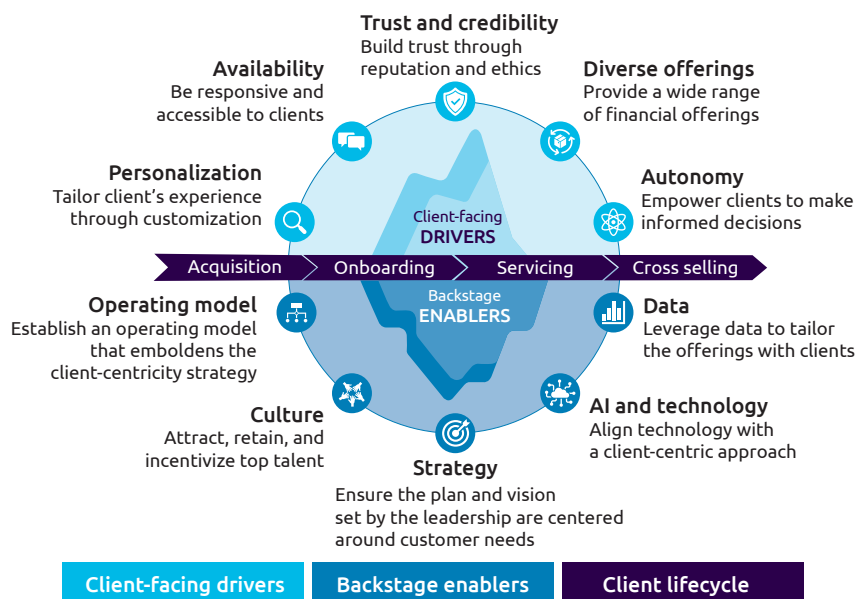 Trust and credibility
Build trust through
reputation and ethics
Availability
Be responsive and
accessible to clients
Diverse offerings
Provide a wide range
of financial offerings
Personalization
Tailor client’s experience
through customization
Autonomy
Empower clients to make
informed decisions
Client-facing
DRIVERS
Acquisition
Onboarding
Servicing
Cross selling
Backstage
ENABLERS
Operating model
Establish an operating model
that emboldens the
client-centricity strategy
Data
Leverage data to tailor
the offerings with clients
Culture
Attract, retain, and
incentivize top talent
AI and technology
Align technology with
a client-centric approach
Strategy
Ensure the plan and vision
set by the leadership are centered
around customer needs
Client-facing drivers
Backstage enablers
Client lifecycle